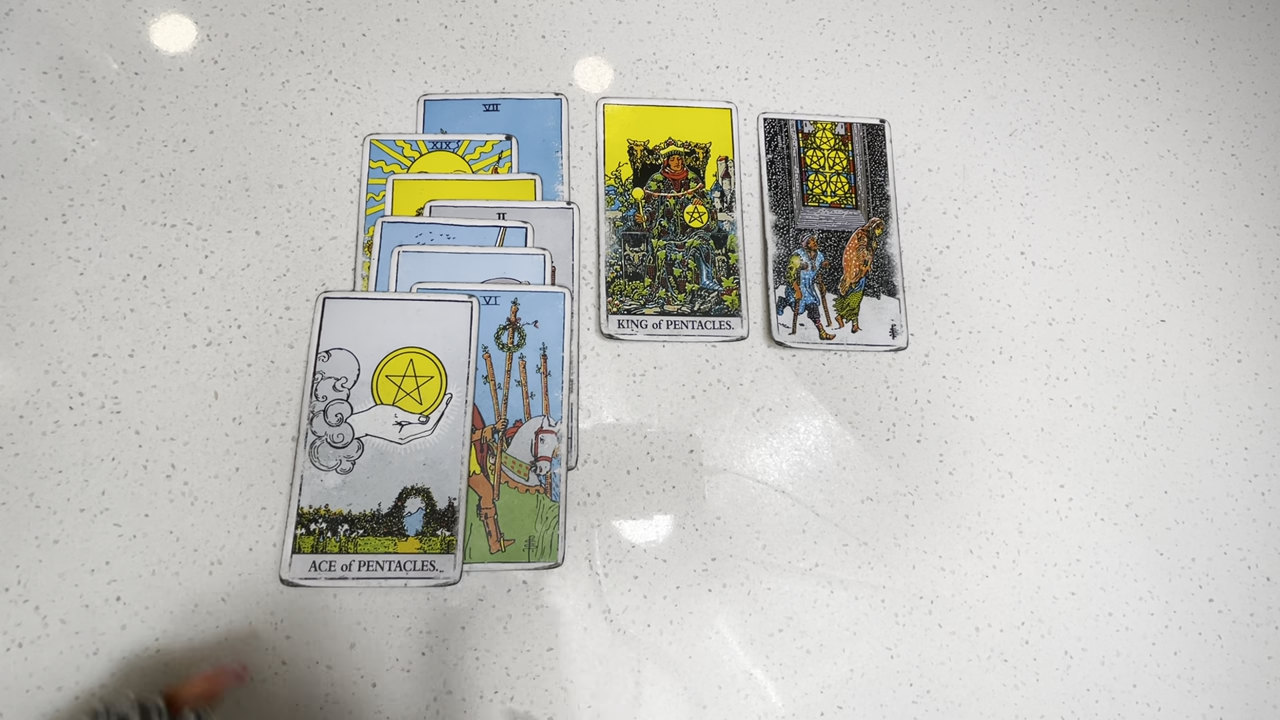 VII
XIX
II
VI
KING of PENTACLES.
ACE of PENTACLES.